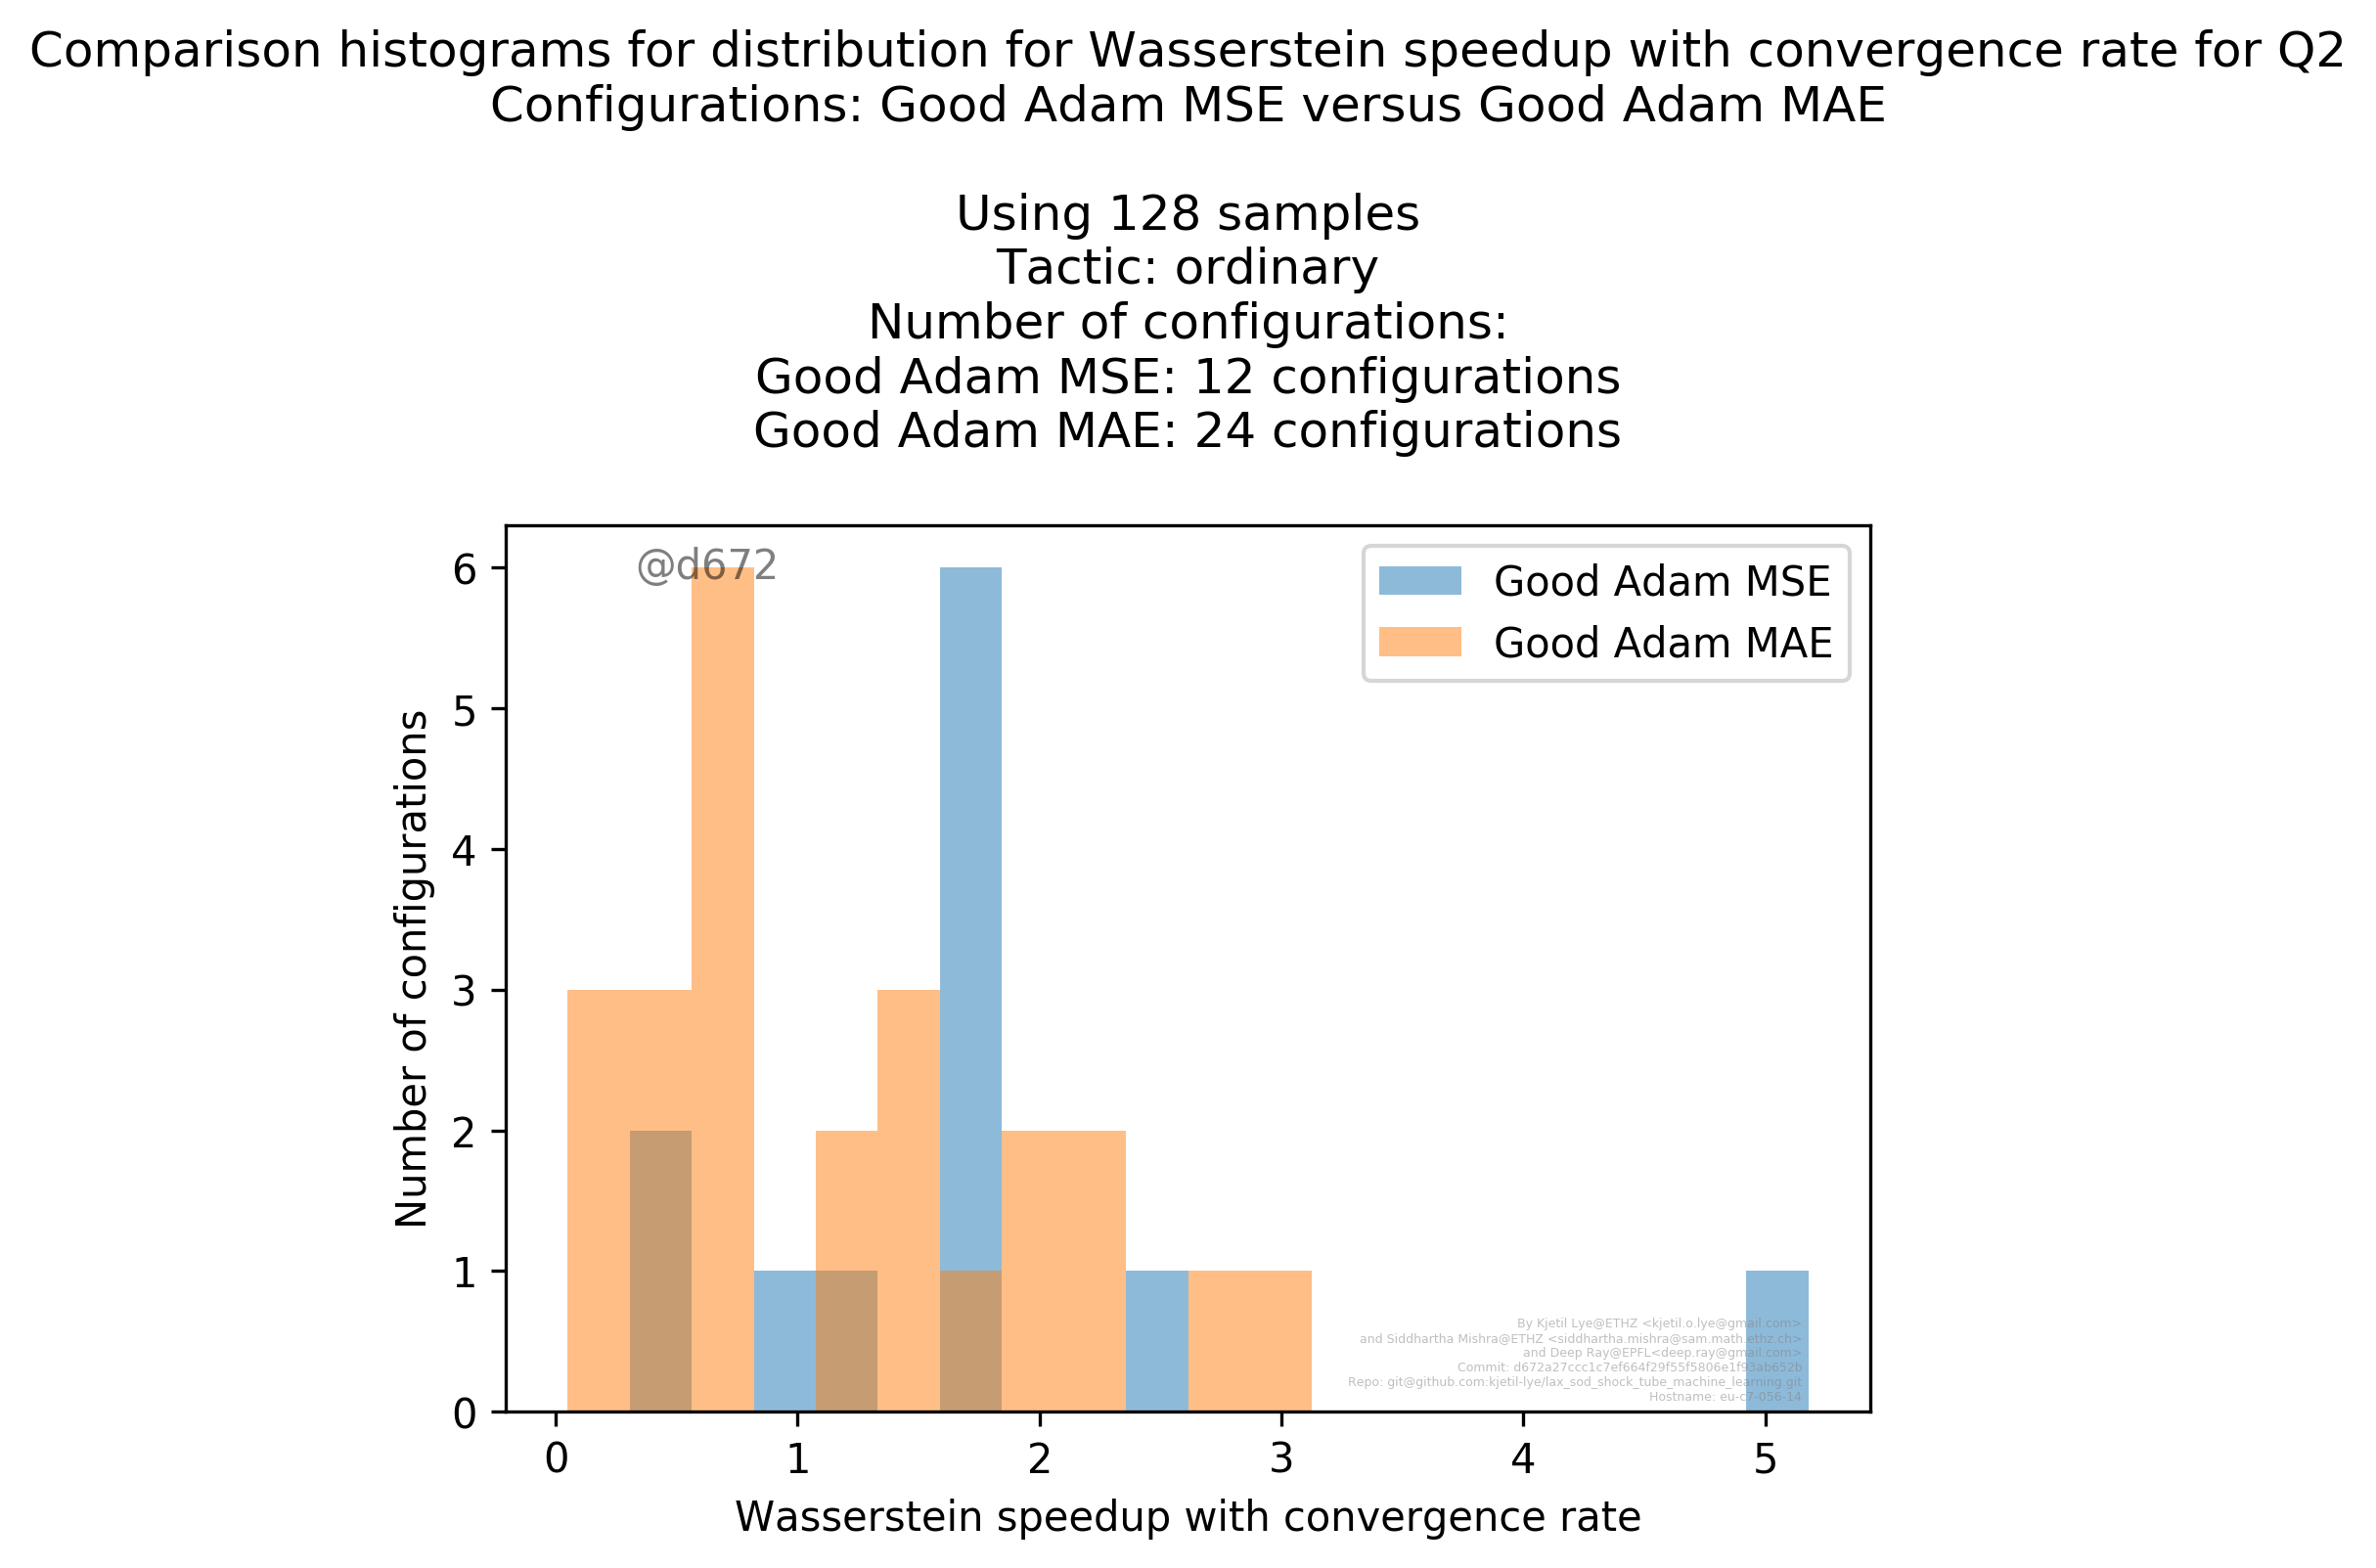 Comparison histograms for distribution for Wasserstein speedup with convergence rate for Q2
Configurations: Good Adam MSE versus Good Adam MAE
Using 128 samples
Tactic: ordinary
Number of configurations:
Good Adam MSE: 12 configurations
Good Adam MAE: 24 configurations
@d672
Good Adam MSE
Good Adam MAE
6
5
4
3
2
1
0
Number of configurations
By Kjetil Lye@ETHZ <kjetil.o.lye@gmail.com>
and Siddhartha Mishra@ETHZ <siddhartha.mishra@sam.math.ethz.ch>
and Deep Ray@EPFL<deep.ray@gmail.com>
Commit: d672a27ccc1c7ef664f29f55f5806e1f93ab652b
Repo: git@github.com:kjetil-lye/lax_sod_shock_tube_machine_learning.git
Hostname: eu-c7-056-14
0 1 2 3 4 5
Wasserstein speedup with convergence rate